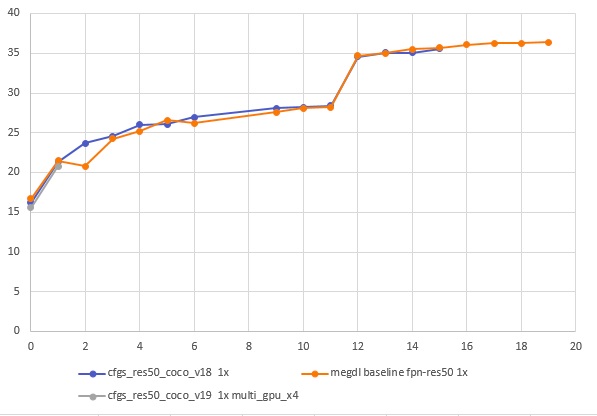 40
35
30
25
20
15
10
5
0
0 2 4 6 8 10 12 14 16 18 20
cfgs_res50_coco_v18 1x
megdl baseline fpn-res50 1x
cfgs_res50_coco_v19 1x multi_gpu_x4